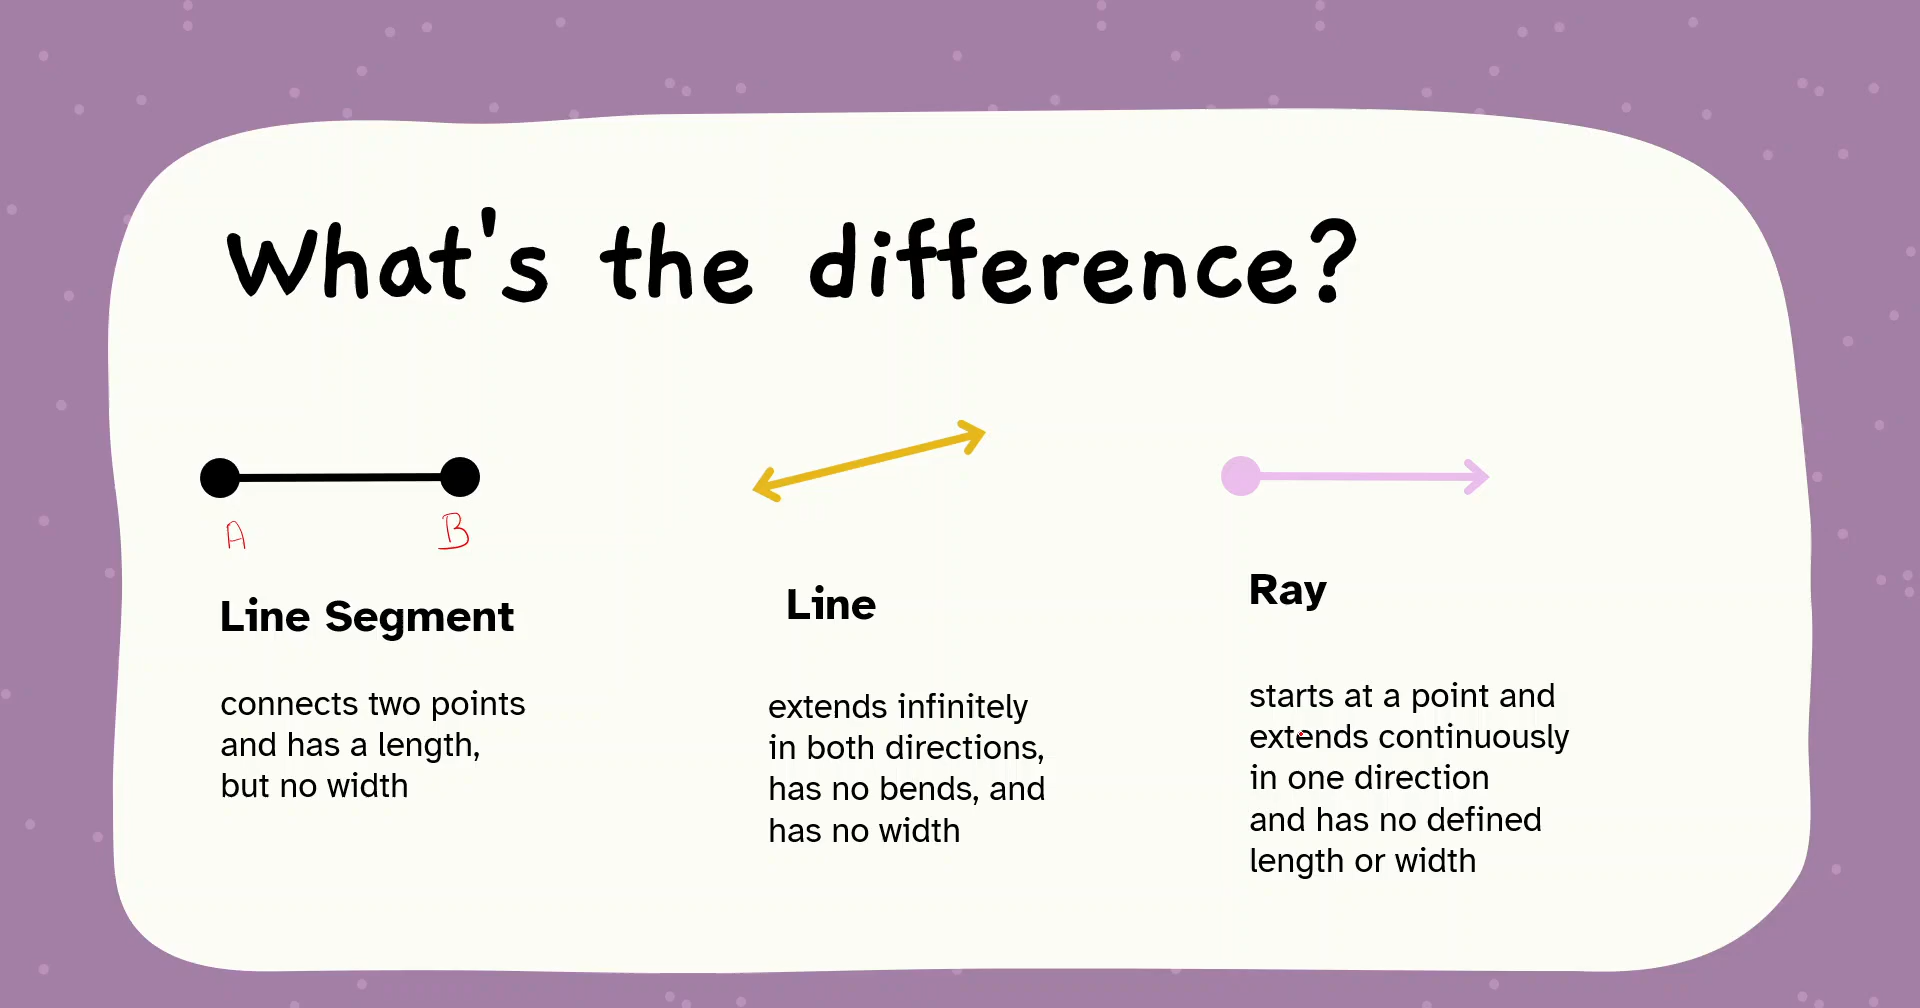 What's the difference?
A B
Line Segment
connects two points
and has a length,
but no width
Line
extends infinitely
in both directions,
has no bends, and
has no width
Ray
starts at a point and
extends continuously
in one direction
and has no defined
length or width